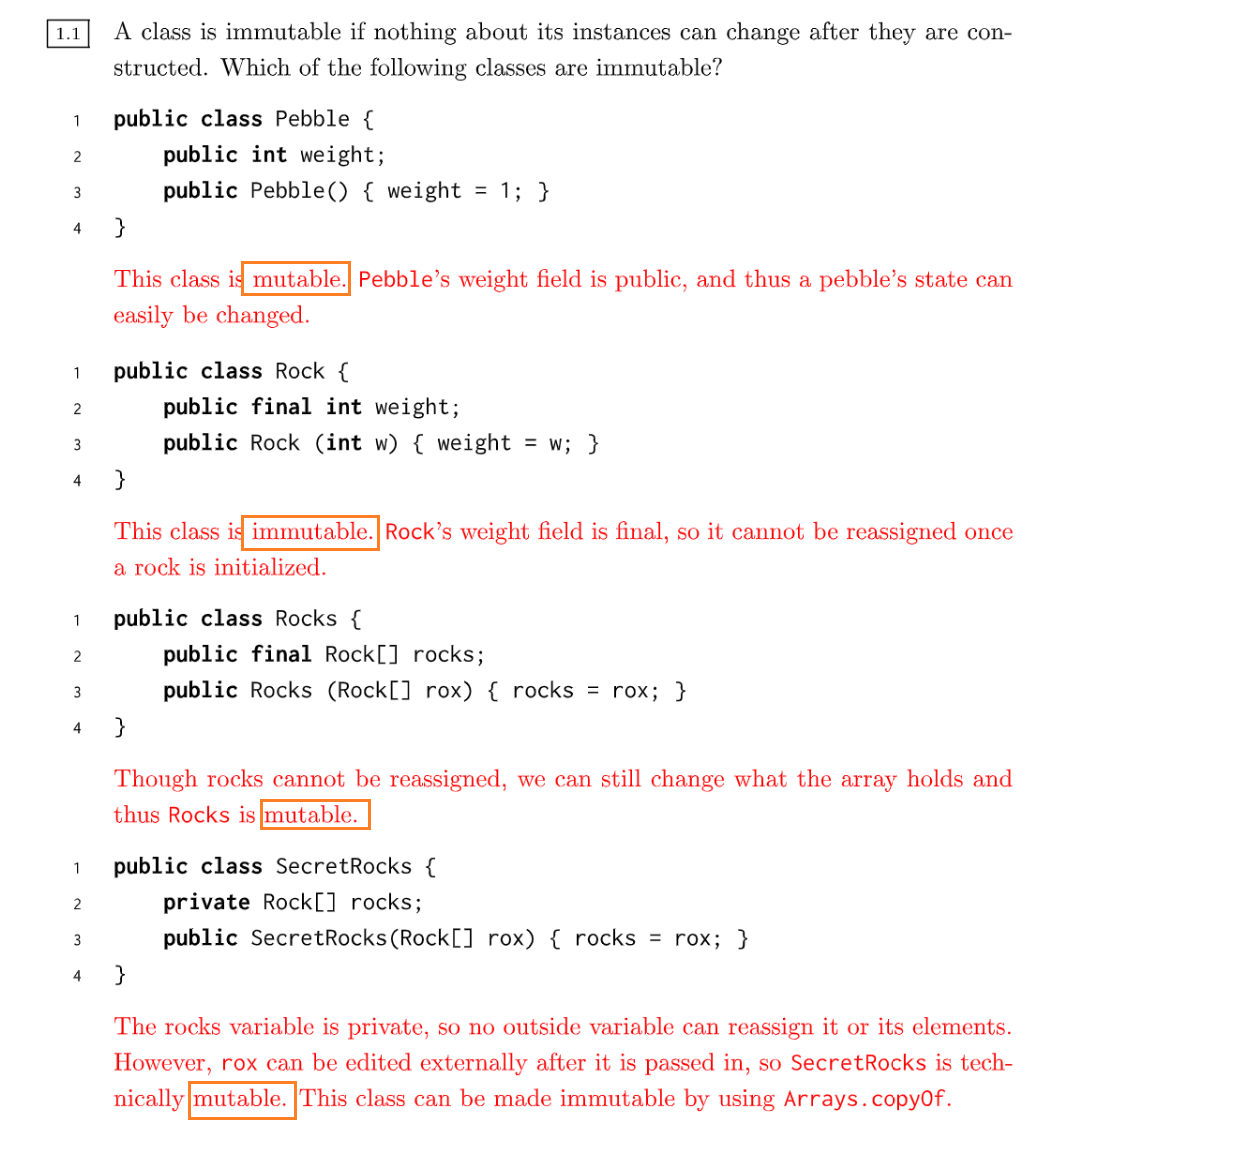 1.1 A class is immutable if nothing about its instances can change after they are con-
structed. Which of the following classes are immutable?
1 public class Pebble {
2 public int weight;
3 public Pebble() { weight = 1; }
4 }
This class is mutable. Pebble's weight field is public, and thus a pebble's state can
easily be changed.
1 public class Rock {
2 public final int weight;
3 public Rock (int w) { weight = w; }
4 }
This class is immutable. Rock's weight field is final, so it cannot be reassigned once
a rock is initialized.
1 public class Rocks {
2 public final Rock[] rocks;
3 public Rocks (Rock[] rox) { rocks = rox; }
4 }
Though rocks cannot be reassigned, we can still change what the array holds and
thus Rocks is mutable.
1 public class SecretRocks {
2 private Rock[] rocks;
3 public SecretRocks(Rock[] rox) { rocks = rox; }
4 }
The rocks variable is private, so no outside variable can reassign it or its elements.
However, rox can be edited externally after it is passed in, so SecretRocks is tech-
nically mutable. This class can be made immutable by using Arrays.copyOf.